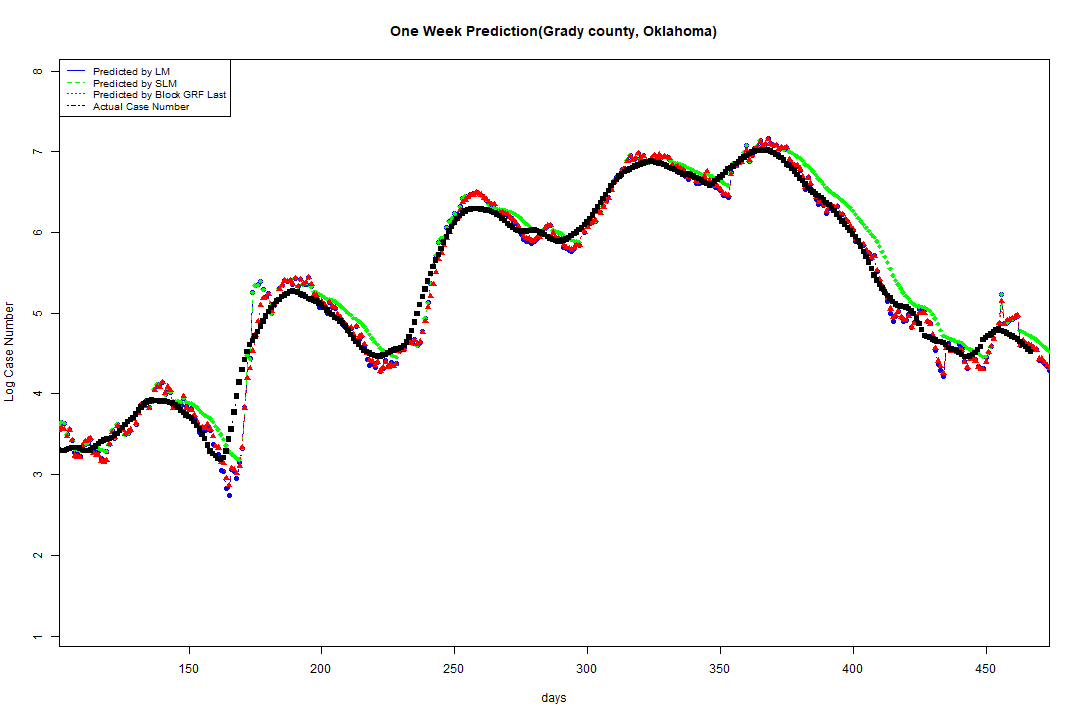 One Week Prediction(Grady county, Oklahoma)
8
Predicted by LM
Predicted by SLM
Predicted by Block GRF Last
Actual Case Number
7
6
5
4
3
2
1
Log Case Number
150 200 250 300 350 400 450
days